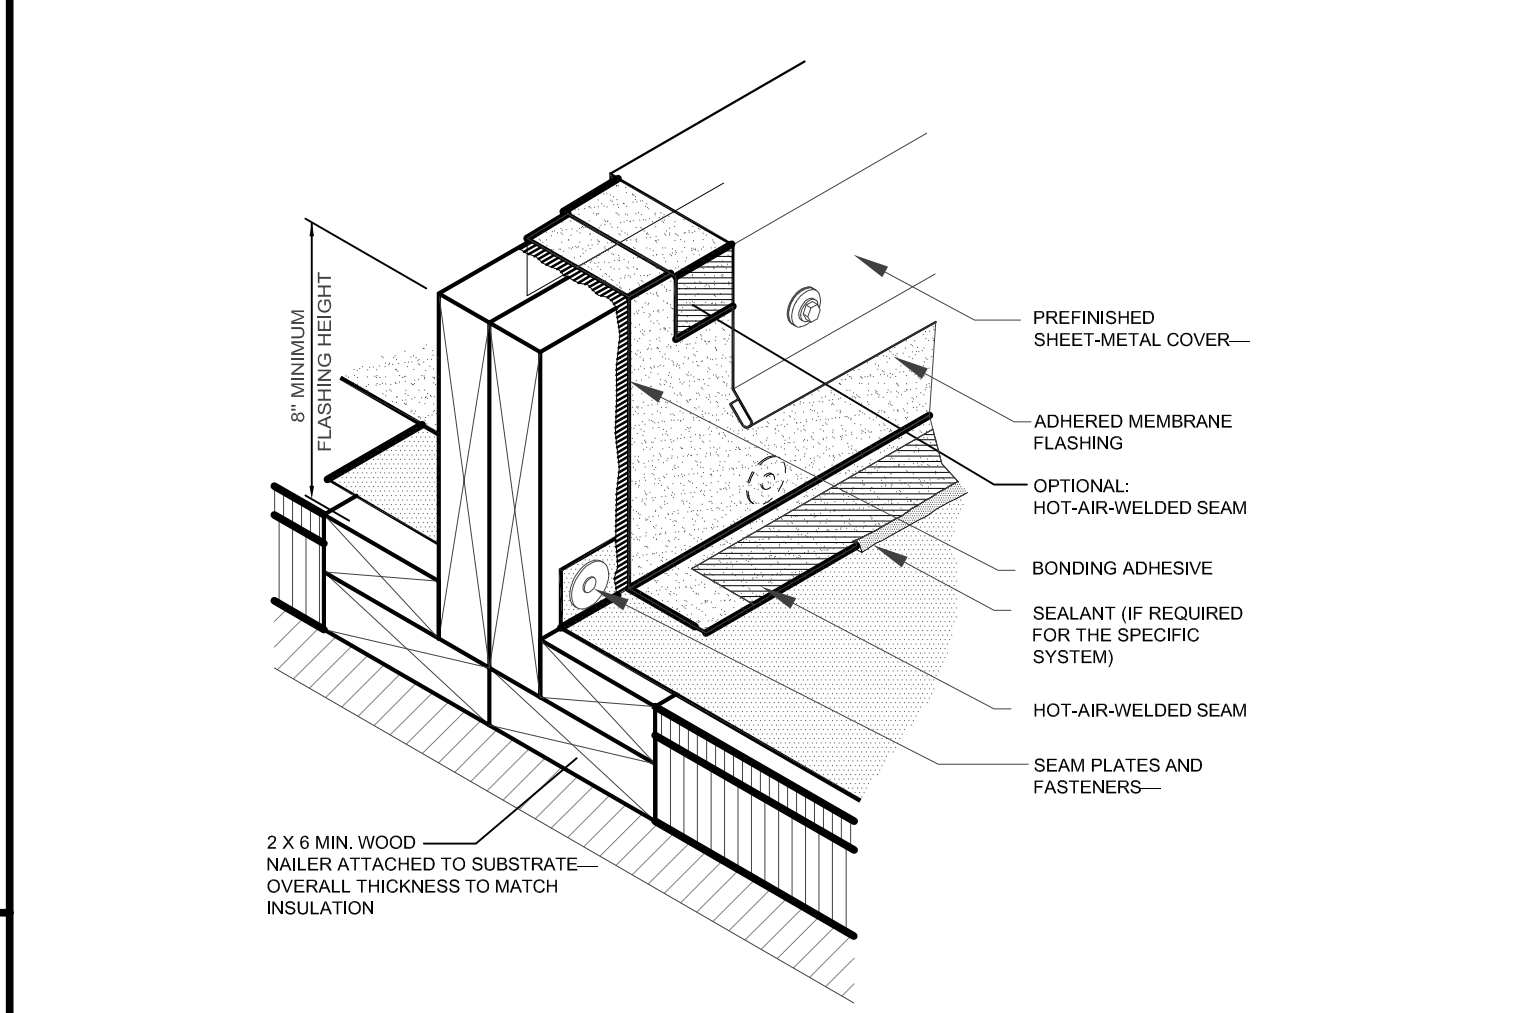 8" MINIMUM
FLASHING HEIGHT
PREFINISHED
SHEET-METAL COVER
ADHERED MEMBRANE
FLASHING
OPTIONAL:
HOT-AIR-WELDED SEAM
BONDING ADHESIVE
SEALANT (IF REQUIRED
FOR THE SPECIFIC
SYSTEM)
HOT-AIR-WELDED SEAM
SEAM PLATES AND
FASTENERS
2 X 6 MIN. WOOD
NAILER ATTACHED TO SUBSTRATE
OVERALL THICKNESS TO MATCH
INSULATION